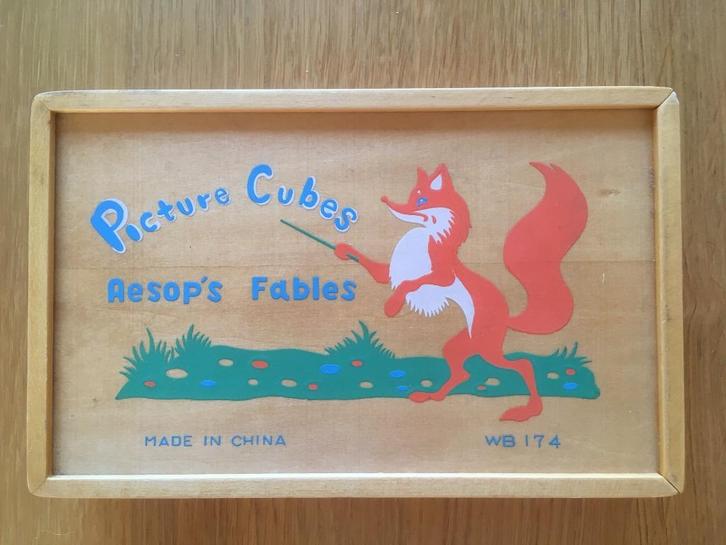 Picture Cubes
Aesop's Fables
MADE IN CHINA
WB 174